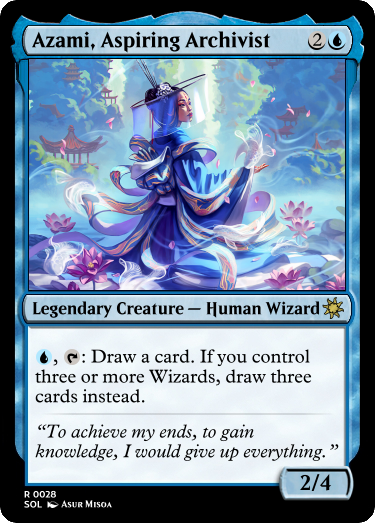 Azami, Aspiring Archivist 2
Legendary Creature — Human Wizard
, : Draw a card. If you control
three or more Wizards, draw three
cards instead.
“To achieve my ends, to gain
knowledge, I would give up everything.”
2/4
R 0028
SOL Asur Misoa